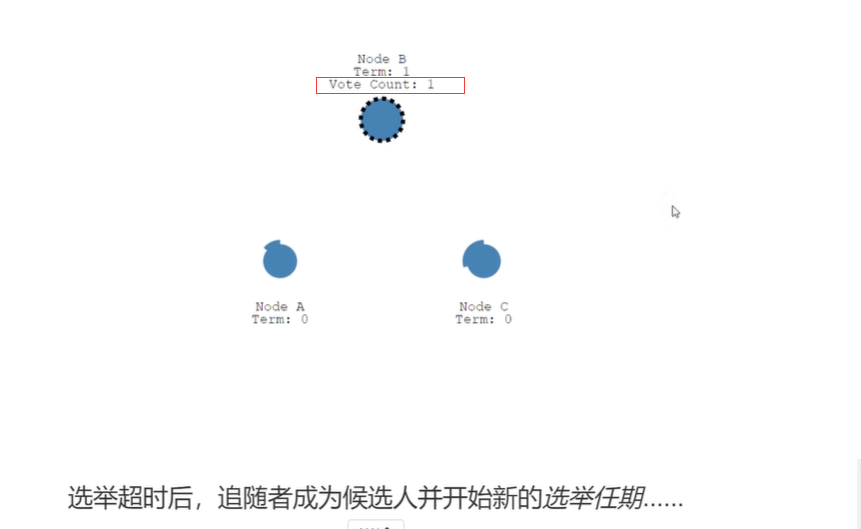 Node B
Term: 1
Vote Count: 1
Node A
Term: 0
Node C
Term: 0
选举超时后，追随者成为候选人并开始新的选举任期......